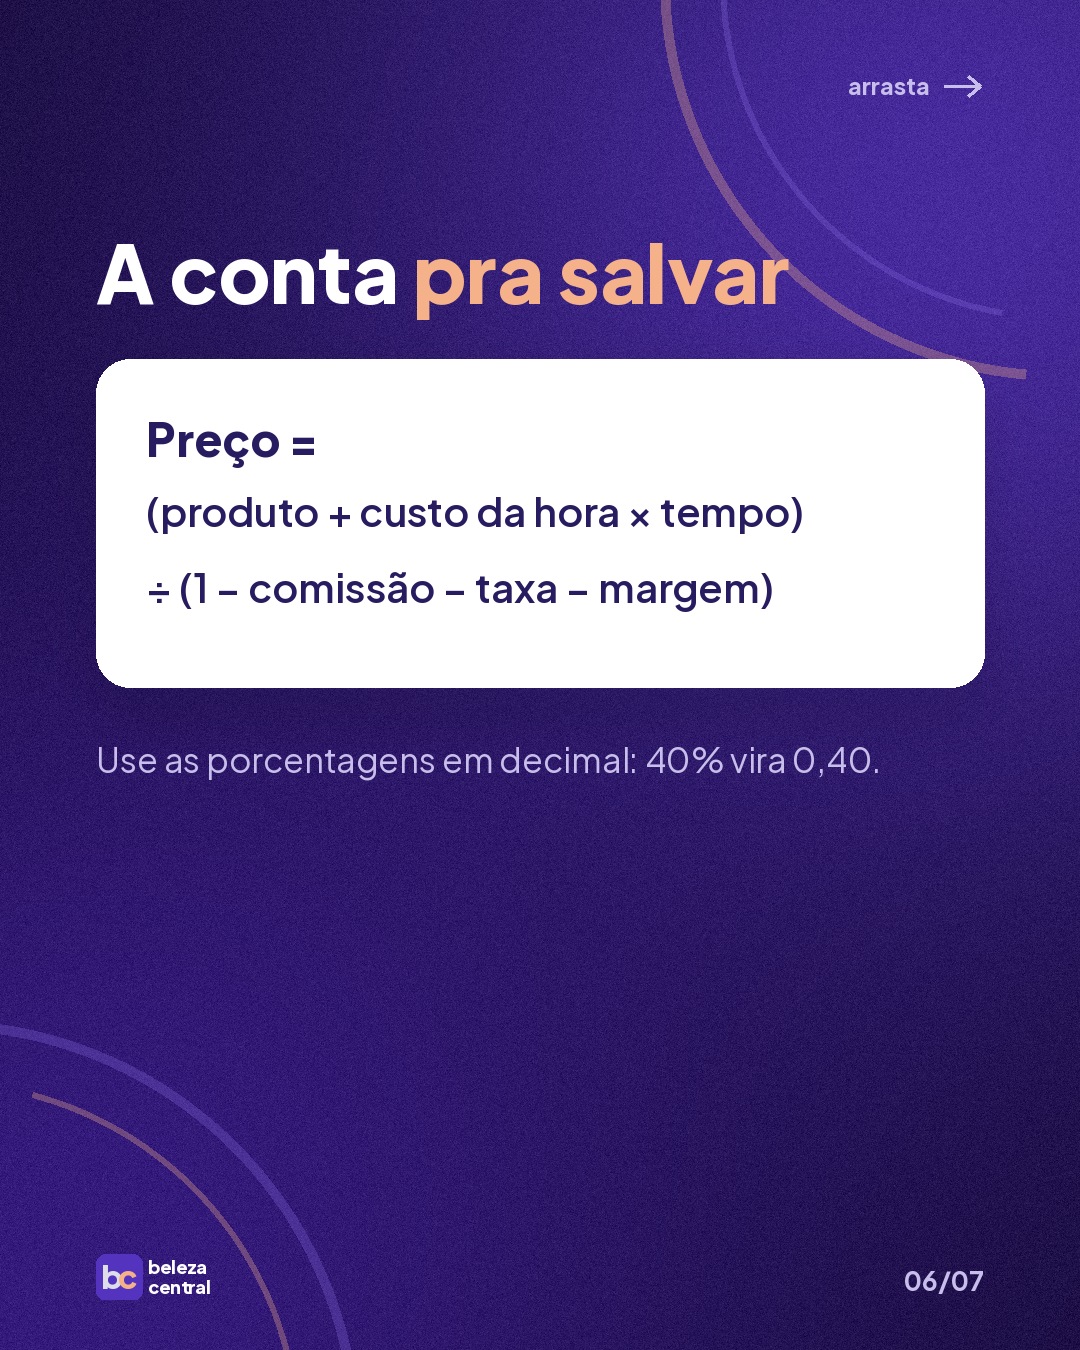 arrasta →
A conta pra salvar
Preço =
(produto + custo da hora × tempo)
÷ (1 – comissão – taxa – margem)
Use as porcentagens em decimal: 40% vira 0,40.
bc
beleza
central
06/07